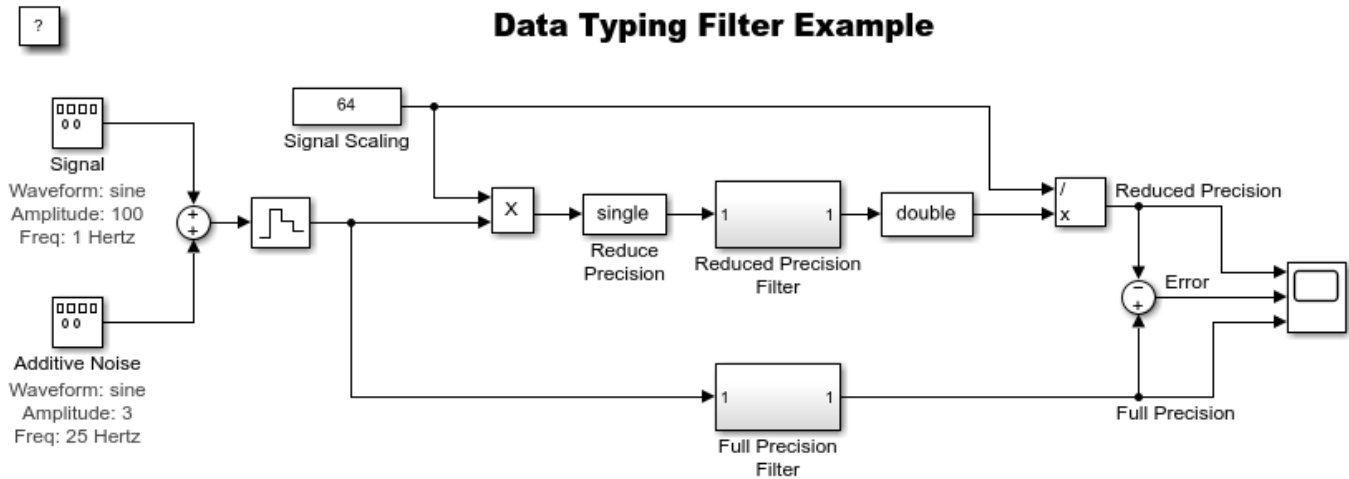 ?
Data Typing Filter Example
64
Signal Scaling
Signal
Waveform: sine
Amplitude: 100
Freq: 1 Hertz
+
+
X
single
Reduce
Precision
1 1
Reduced Precision
Filter
double
/
x
Reduced Precision
−
+
Error
Additive Noise
Waveform: sine
Amplitude: 3
Freq: 25 Hertz
1 1
Full Precision
Filter
Full Precision